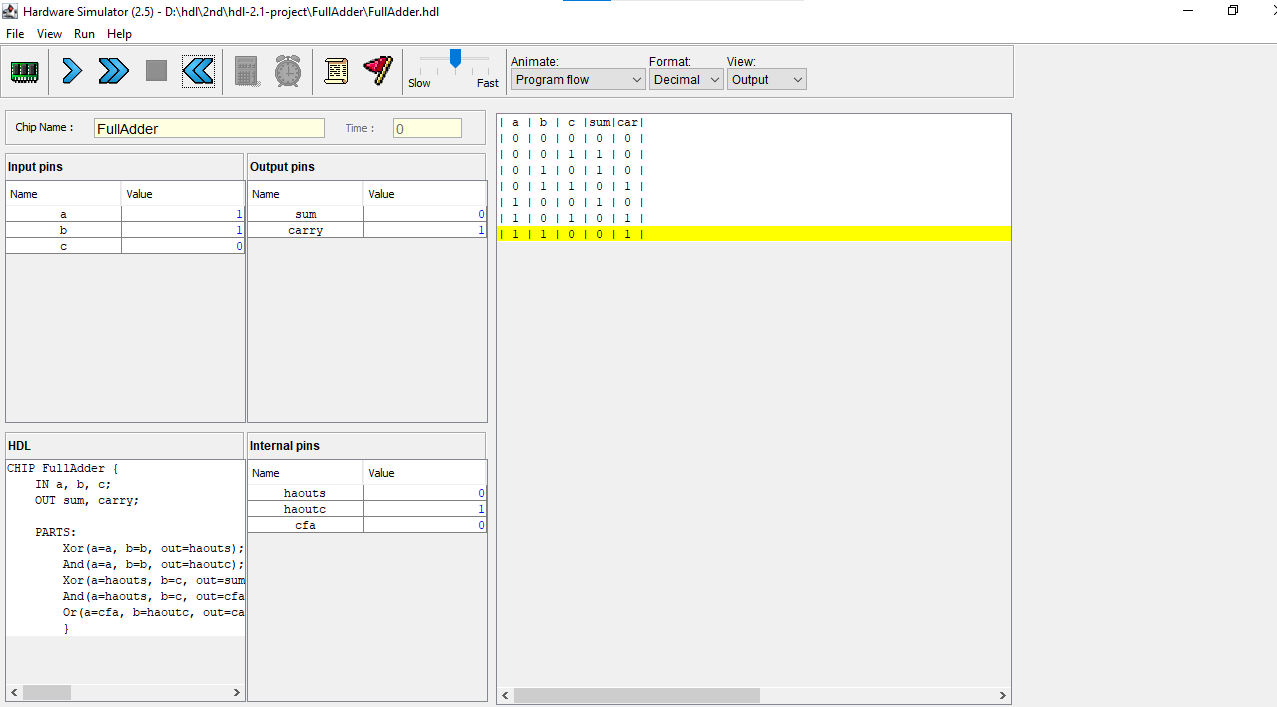 Hardware Simulator (2.5) - D:\hdl\2nd\hdl-2.1-project\FullAdder\FullAdder.hdl
File View Run Help
Slow Fast
Animate: Format: View:
Program flow Decimal Output
Chip Name : FullAdder Time : 0
Input pins
Name Value
a 1
b 1
c 0
Output pins
Name Value
sum 0
carry 1
HDL
CHIP FullAdder {
IN a, b, c;
OUT sum, carry;
PARTS:
Xor(a=a, b=b, out=haouts);
And(a=a, b=b, out=haoutc);
Xor(a=haouts, b=c, out=sum
And(a=haouts, b=c, out=cfa
Or(a=cfa, b=haoutc, out=ca
}
Internal pins
Name Value
haouts 0
haoutc 1
cfa 0
| a | b | c |sum|car|
| 0 | 0 | 0 | 0 | 0 |
| 0 | 0 | 1 | 1 | 0 |
| 0 | 1 | 0 | 1 | 0 |
| 0 | 1 | 1 | 0 | 1 |
| 1 | 0 | 0 | 1 | 0 |
| 1 | 0 | 1 | 0 | 1 |
| 1 | 1 | 0 | 0 | 1 |